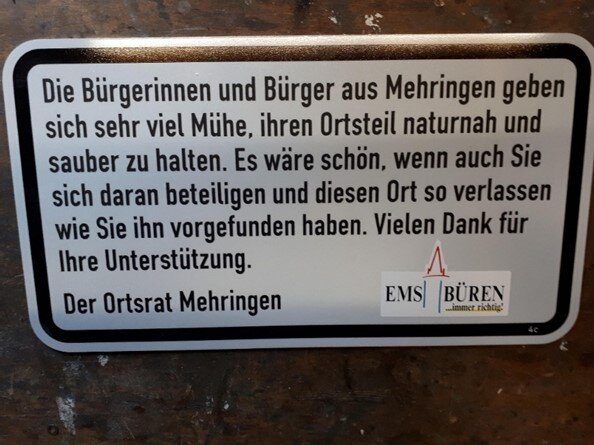 Die Bürgerinnen und Bürger aus Mehringen geben
sich sehr viel Mühe, ihren Ortsteil naturnah und
sauber zu halten. Es wäre schön, wenn auch Sie
sich daran beteiligen und diesen Ort so verlassen
wie Sie ihn vorgefunden haben. Vielen Dank für
Ihre Unterstützung.
Der Ortsrat Mehringen
EMS BÜREN
...immer richtig!
4c